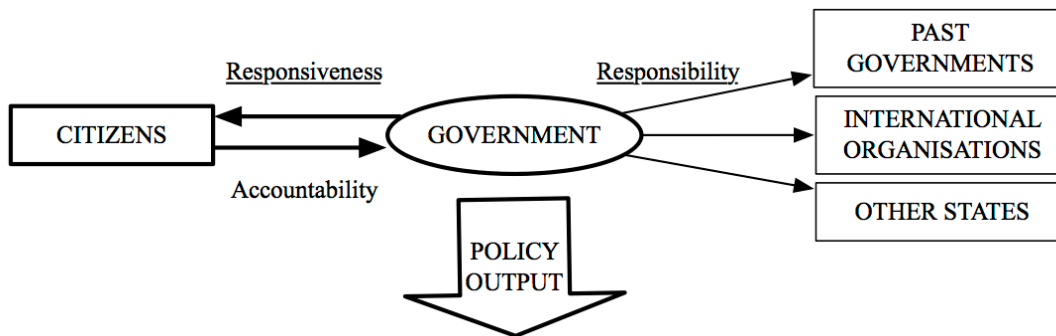 Responsiveness
Responsibility
PAST
GOVERNMENTS
CITIZENS
GOVERNMENT
INTERNATIONAL
ORGANISATIONS
Accountability
OTHER STATES
POLICY
OUTPUT